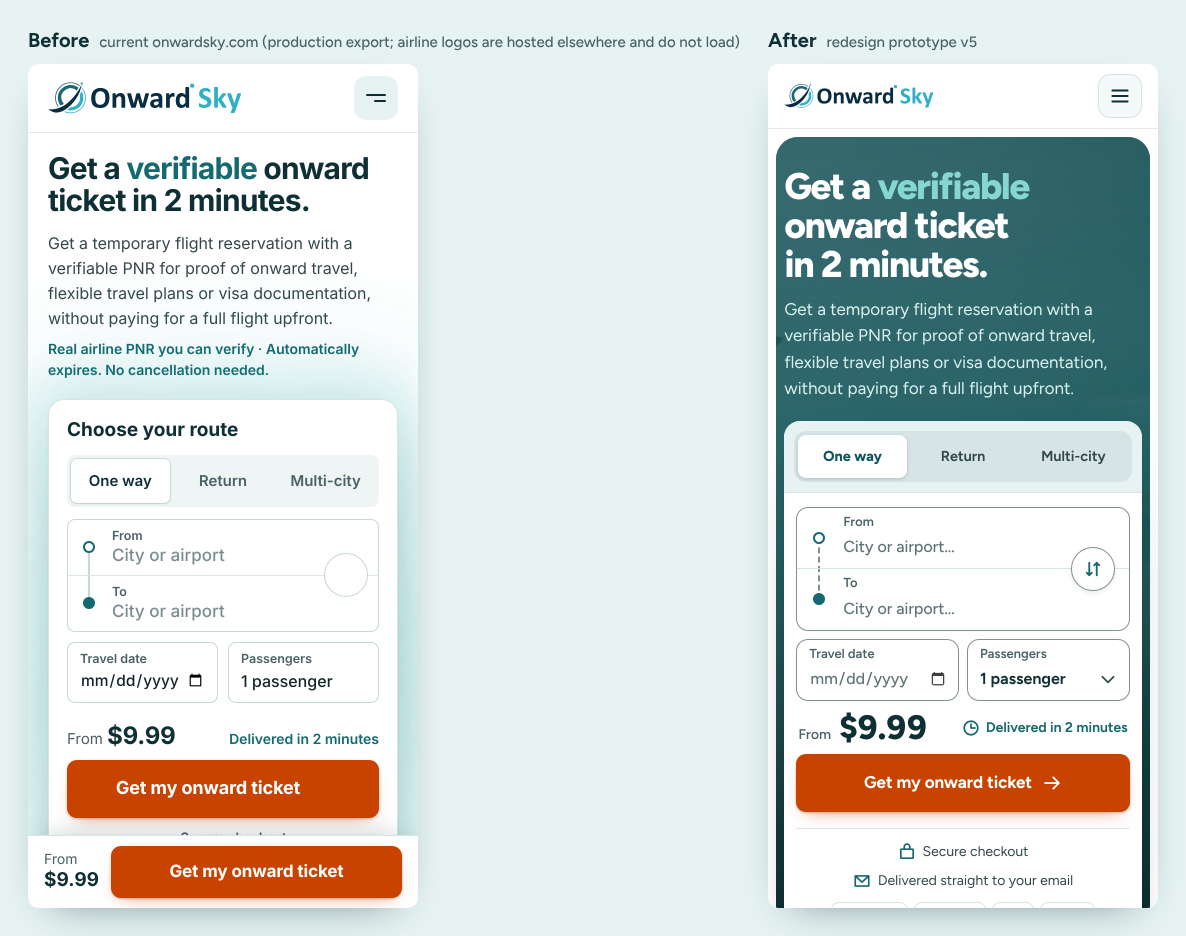 Before current onwardsky.com (production export; airline logos are hosted elsewhere and do not load)
Onward Sky
Get a verifiable onward
ticket in 2 minutes.
Get a temporary flight reservation with a
verifiable PNR for proof of onward travel,
flexible travel plans or visa documentation,
without paying for a full flight upfront.
Real airline PNR you can verify · Automatically
expires. No cancellation needed.
Choose your route
One way Return Multi-city
From
City or airport
To
City or airport
Travel date Passengers
mm/dd/yyyy 1 passenger
From $9.99 Delivered in 2 minutes
Get my onward ticket
From
$9.99
Get my onward ticket
After redesign prototype v5
Onward Sky
Get a verifiable
onward ticket
in 2 minutes.
Get a temporary flight reservation with a
verifiable PNR for proof of onward travel,
flexible travel plans or visa documentation,
without paying for a full flight upfront.
One way Return Multi-city
From
City or airport...
To
City or airport...
Travel date Passengers
mm/dd/yyyy 1 passenger
From $9.99 Delivered in 2 minutes
Get my onward ticket →
Secure checkout
Delivered straight to your email